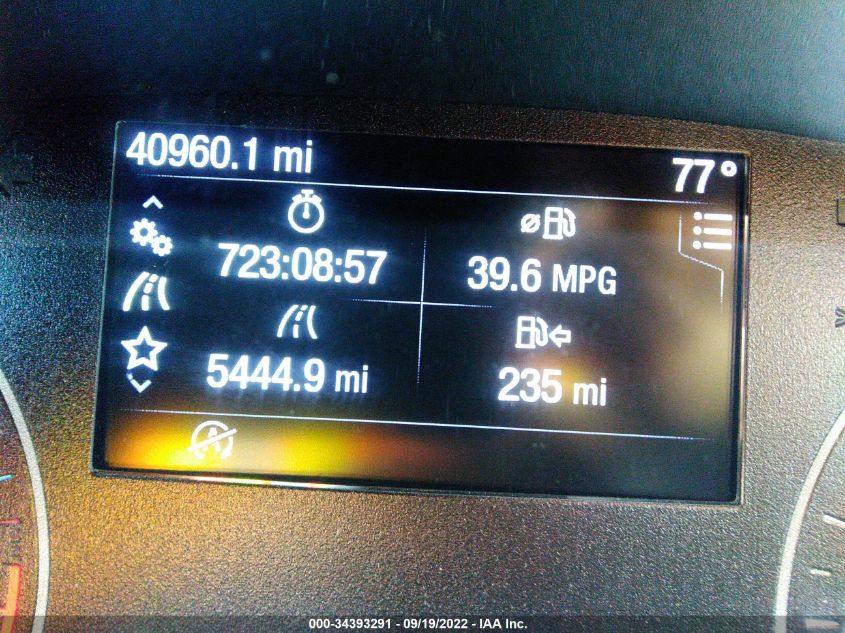 40960.1 mi 77°
723:08:57 39.6 MPG
5444.9 mi 235 mi
A
000-34393291 - 09/19/2022 - IAA Inc.